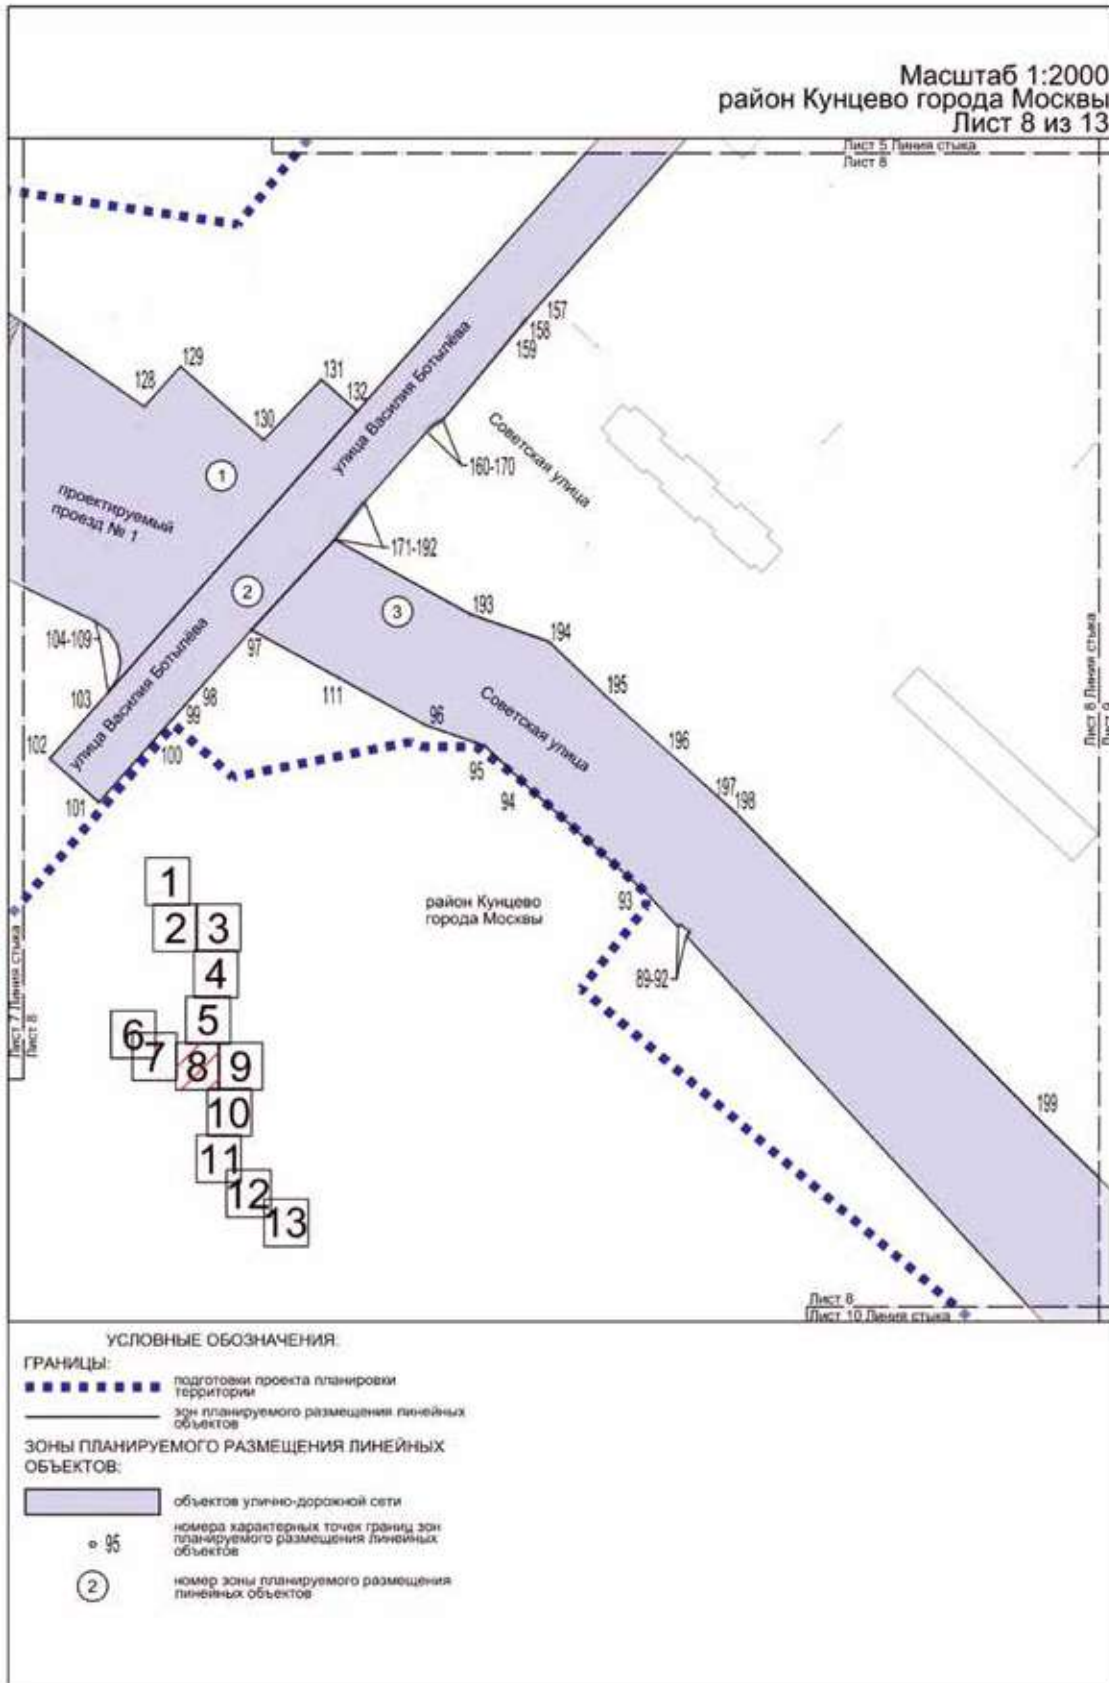 Масштаб 1:2000
район Кунцево города Москвы
Лист 8 из 13
Лист 5 Линия стыка
Лист 8
157
158
159
129
131
128
132
130
улица Василия Ботылёва
Советская улица
160-170
1
проектируемый
проезд № 1
171-192
2
3
193
194
104-109
97
195
103
98
111
улица Василия Ботылёва
99
96
Советская улица
102
100
196
95
94
197
198
101
Лист 8 Линия стыка
Лист 9
район Кунцево
города Москвы
93
89-92
Лист 7 Линия стыка
Лист 8
199
1
2 3
4
5
6
7 8 9
10
11
12
13
Лист 8
Лист 10 Линия стыка
УСЛОВНЫЕ ОБОЗНАЧЕНИЯ:
ГРАНИЦЫ:
подготовки проекта планировки
территории
зон планируемого размещения линейных
объектов
ЗОНЫ ПЛАНИРУЕМОГО РАЗМЕЩЕНИЯ ЛИНЕЙНЫХ
ОБЪЕКТОВ:
объектов улично-дорожной сети
95
номера характерных точек границ зон
планируемого размещения линейных
объектов
2
номер зоны планируемого размещения
линейных объектов